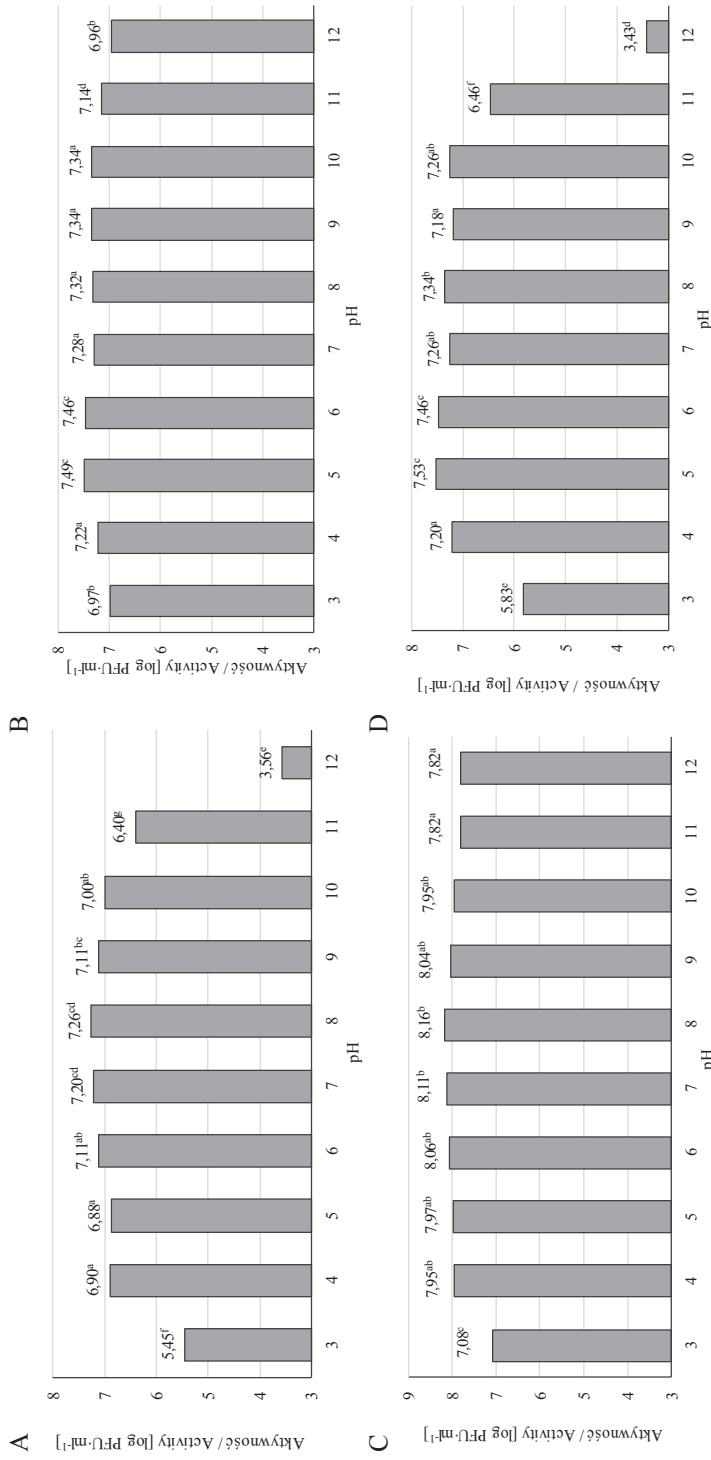 A
Aktywność / Activity [log PFU·ml⁻¹]
8
7
6
5
4
3
5,45ᶠ
6,90ᵃ
6,88ᵃ
7,11ᵃᵇ
7,20ᶜᵈ
7,26ᶜᵈ
7,11ᵇᶜ
7,00ᵃᵇ
6,40ᵍ
3,56ᵉ
3 4 5 6 7 8 9 10 11 12
pH
B
Aktywność / Activity [log PFU·ml⁻¹]
8
7
6
5
4
3
6,97ᵇ
7,22ᵃ
7,49ᶜ
7,46ᶜ
7,28ᵃ
7,32ᵃ
7,34ᵃ
7,34ᵃ
7,14ᵈ
6,96ᵇ
3 4 5 6 7 8 9 10 11 12
pH
C
Aktywność / Activity [log PFU·ml⁻¹]
9
8
7
6
5
4
3
7,08ᶜ
7,95ᵃᵇ
7,97ᵃᵇ
8,06ᵃᵇ
8,11ᵇ
8,16ᵇ
8,04ᵃᵇ
7,95ᵃᵇ
7,82ᵃ
7,82ᵃ
3 4 5 6 7 8 9 10 11 12
pH
D
Aktywność / Activity [log PFU·ml⁻¹]
8
7
6
5
4
3
5,83ᵉ
7,20ᵃ
7,53ᶜ
7,46ᶜ
7,26ᵃᵇ
7,34ᵇ
7,18ᵃ
7,26ᵃᵇ
6,46ᶠ
3,43ᵈ
3 4 5 6 7 8 9 10 11 12
pH